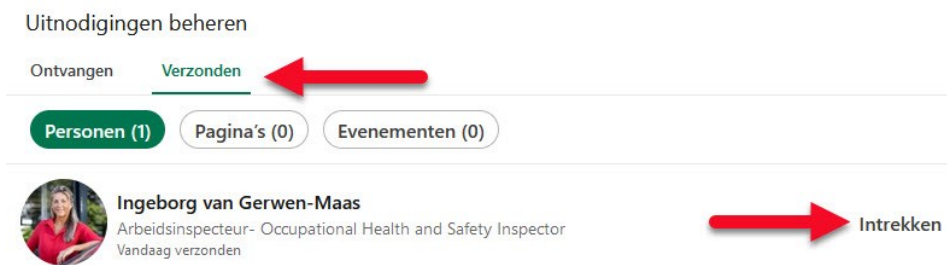 Uitnodigingen beheren
Ontvangen Verzonden
Personen (1) Pagina's (0) Evenementen (0)
Ingeborg van Gerwen-Maas
Arbeidsinspecteur- Occupational Health and Safety Inspector
Intrekken
Vandaag verzonden